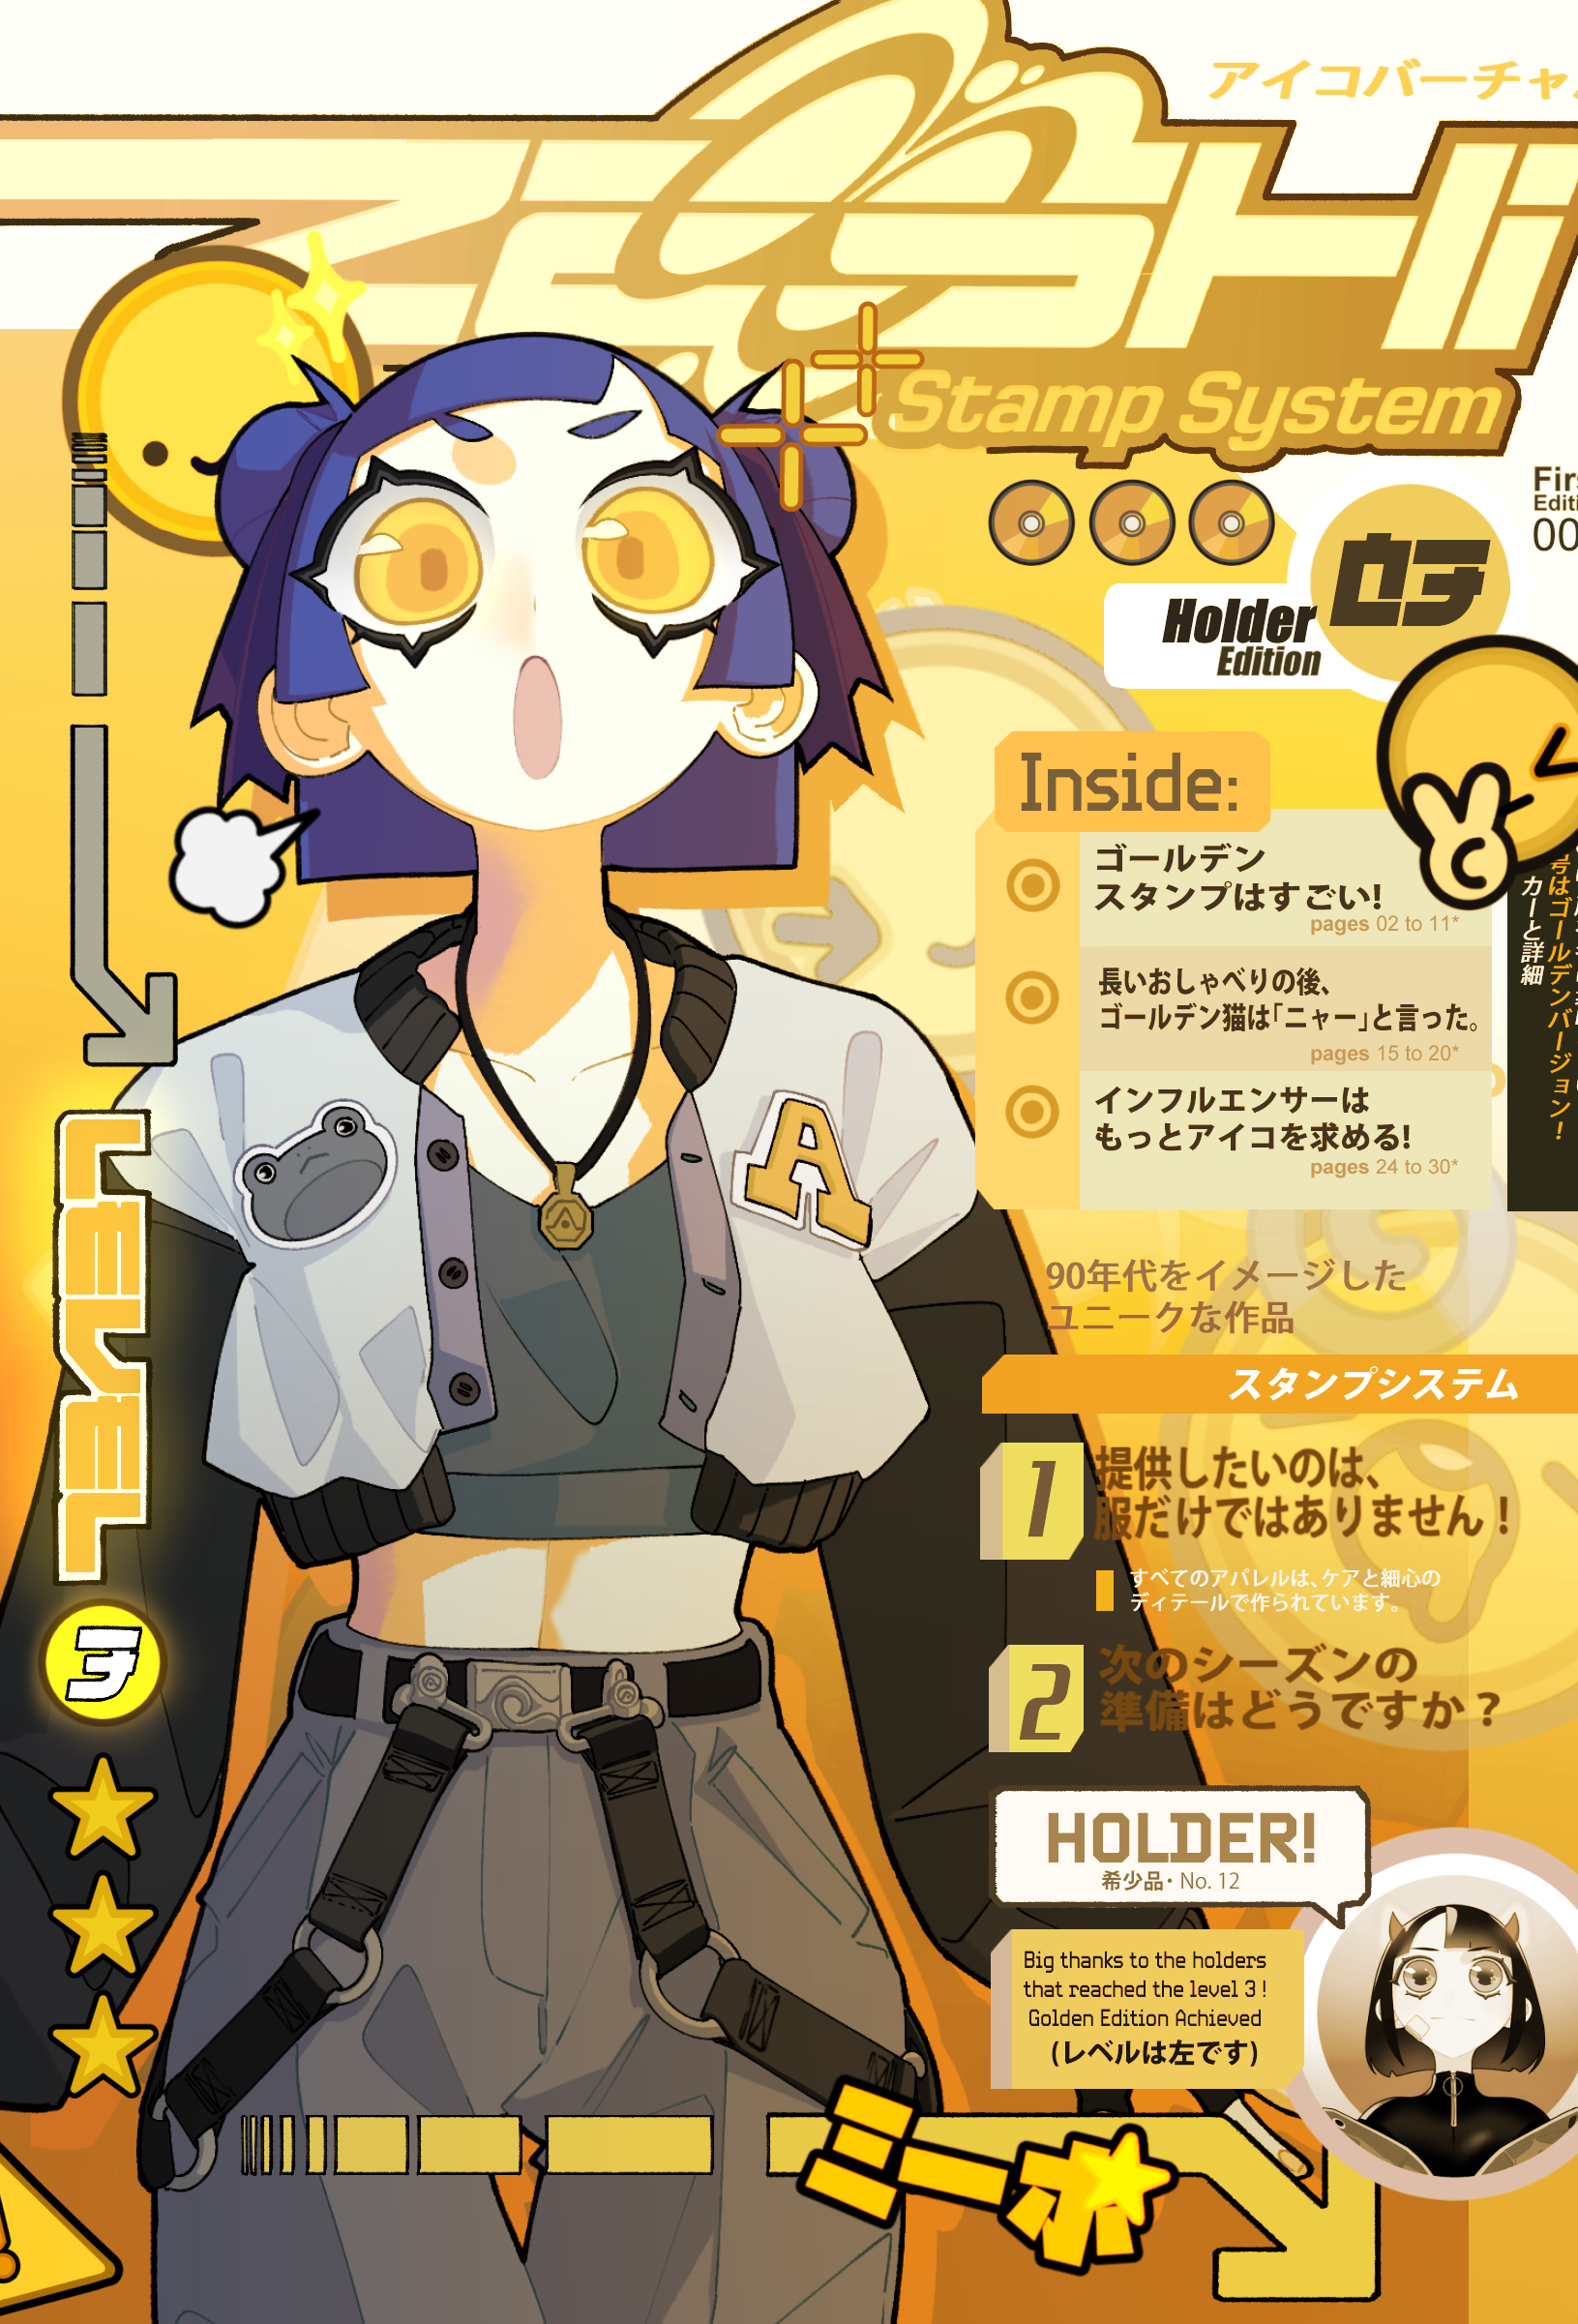 アイコバーチャ
Stamp System
Holder
Edition
03
00
Inside:
ゴールデン
スタンプはすごい!
pages 02 to 11*
長いおしゃべりの後、
ゴールデン猫は「ニャー」と言った。
pages 15 to 20*
インフルエンサーは
もっとアイコを求める!
pages 24 to 30*
号はゴールデンバージョン!
カーと詳細
A
90年代をイメージした
ユニークな作品
スタンプシステム
1
提供したいのは、
服だけではありません!
すべてのアパレルは、ケアと細心の
ディテールで作られています。
2
次のシーズンの
準備はどうですか?
HOLDER!
希少品・No. 12
Big thanks to the holders
that reached the level 3 !
Golden Edition Achieved
(レベルは左です)
LEVEL
3
ミーポ